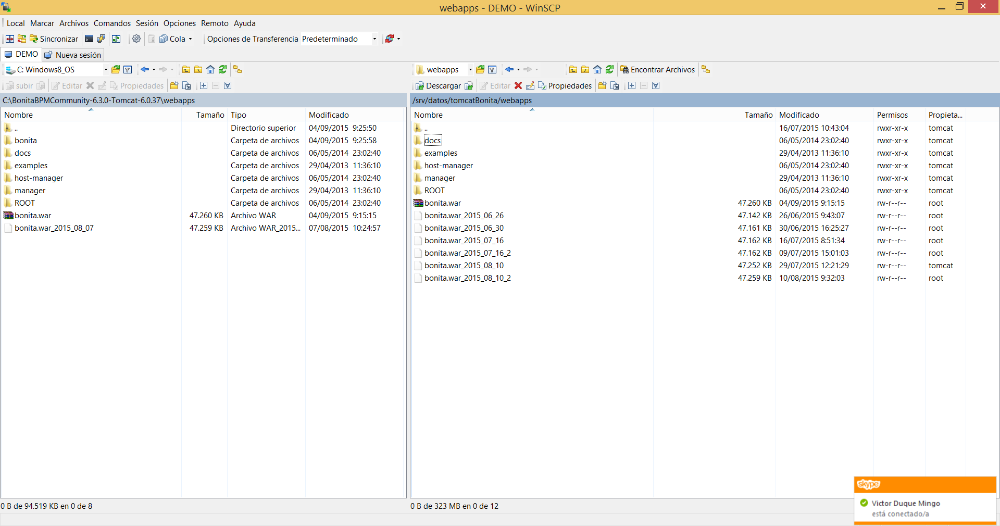 webapps - DEMO - WinSCP
Local Marcar Archivos Comandos Sesión Opciones Remoto Ayuda
Sincronizar Cola Opciones de Transferencia Predeterminado
DEMO Nueva sesión
C: Windows8_OS webapps Encontrar Archivos
subir Editar Propiedades Descargar Editar Propiedades
C:\BonitaBPMCommunity-6.3.0-Tomcat-6.0.37\webapps
Nombre Tamaño Tipo Modificado
.. Directorio superior 04/09/2015 9:25:50
bonita Carpeta de archivos 04/09/2015 9:25:58
docs Carpeta de archivos 06/05/2014 23:02:40
examples Carpeta de archivos 29/04/2013 11:36:10
host-manager Carpeta de archivos 06/05/2014 23:02:40
manager Carpeta de archivos 29/04/2013 11:36:10
ROOT Carpeta de archivos 06/05/2014 23:02:40
bonita.war 47.260 KB Archivo WAR 04/09/2015 9:15:15
bonita.war_2015_08_07 47.259 KB Archivo WAR_2015... 07/08/2015 10:24:57
0 B de 94.519 KB en 0 de 8
/srv/datos/tomcatBonita/webapps
Nombre Tamaño Modificado Permisos Propieta...
.. 16/07/2015 10:43:04 rwxr-xr-x tomcat
docs 06/05/2014 23:02:40 rwxr-xr-x tomcat
examples 29/04/2013 11:36:10 rwxr-xr-x tomcat
host-manager 06/05/2014 23:02:40 rwxr-xr-x tomcat
manager 29/04/2013 11:36:10 rwxr-xr-x tomcat
ROOT 06/05/2014 23:02:40 rwxr-xr-x tomcat
bonita.war 47.260 KB 04/09/2015 9:15:15 rw-r--r-- root
bonita.war_2015_06_26 47.142 KB 26/06/2015 9:43:07 rw-r--r-- root
bonita.war_2015_06_30 47.161 KB 30/06/2015 16:25:27 rw-r--r-- root
bonita.war_2015_07_16 47.162 KB 16/07/2015 8:51:34 rw-r--r-- root
bonita.war_2015_07_16_2 47.162 KB 09/07/2015 15:01:03 rw-r--r-- root
bonita.war_2015_08_10 47.252 KB 29/07/2015 12:21:29 rw-r--r-- tomcat
bonita.war_2015_08_10_2 47.259 KB 10/08/2015 9:32:03 rw-r--r-- root
0 B de 323 MB en 0 de 12
skype
Victor Duque Mingo
está conectado/a